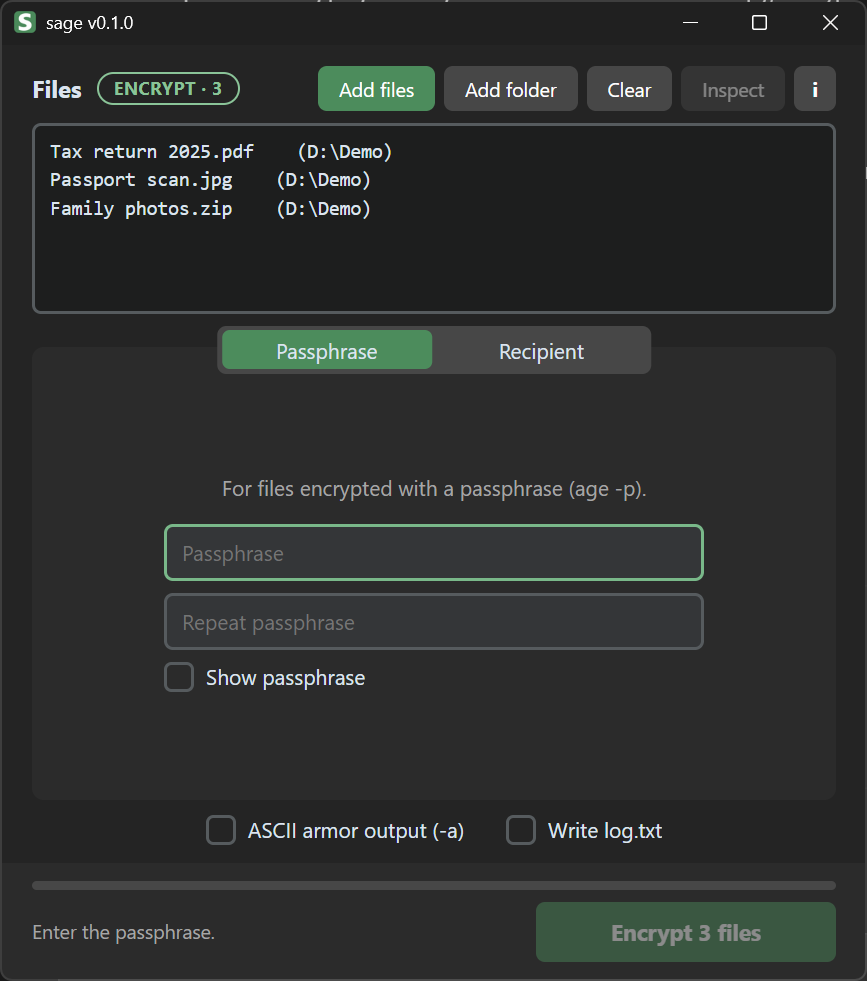 S sage v0.1.0
Files ENCRYPT · 3 Add files Add folder Clear Inspect i
Tax return 2025.pdf (D:\Demo)
Passport scan.jpg (D:\Demo)
Family photos.zip (D:\Demo)
Passphrase Recipient
For files encrypted with a passphrase (age -p).
Passphrase
Repeat passphrase
Show passphrase
ASCII armor output (-a) Write log.txt
Enter the passphrase. Encrypt 3 files